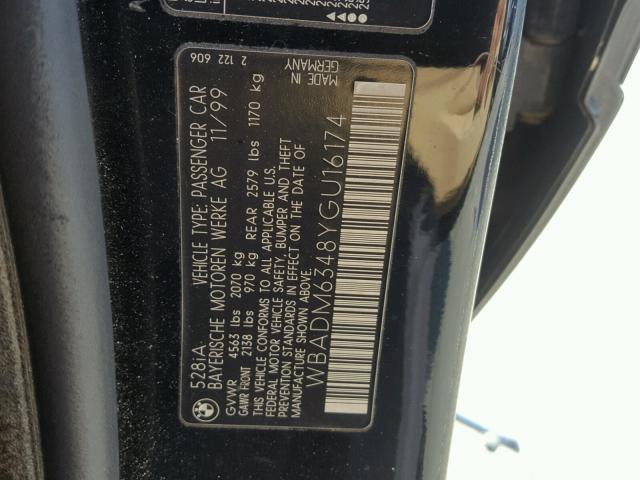 528iA VEHICLE TYPE: PASSENGER CAR 2 122 606
BAYERISCHE MOTOREN WERKE AG 11/99
GVWR 4563 lbs 2070 kg
GAWR FRONT 2138 lbs 970 kg REAR 2579 lbs 1170 kg
THIS VEHICLE CONFORMS TO ALL APPLICABLE U.S.
FEDERAL MOTOR VEHICLE SAFETY, BUMPER AND THEFT
PREVENTION STANDARDS IN EFFECT ON THE DATE OF
MANUFACTURE SHOWN ABOVE.
MADE IN
GERMANY
WBADM6348YGU16174